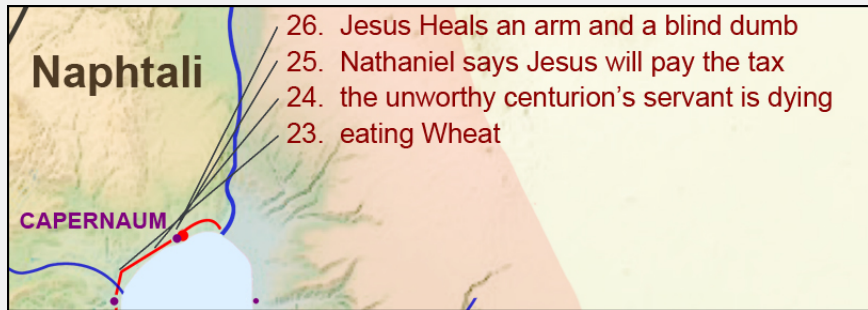 26. Jesus Heals an arm and a blind dumb
Naphtali
25. Nathaniel says Jesus will pay the tax
24. the unworthy centurion's servant is dying
23. eating Wheat
CAPERNAUM